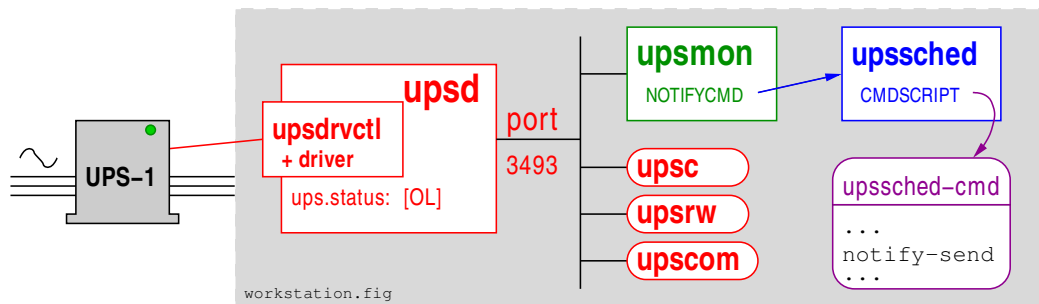 UPS-1
upsd
upsdrvctl
+ driver
ups.status: [OL]
port
3493
upsmon
NOTIFYCMD
upssched
CMDSCRIPT
upsc
upsrw
upscom
upssched-cmd
...
notify-send
...
workstation.fig